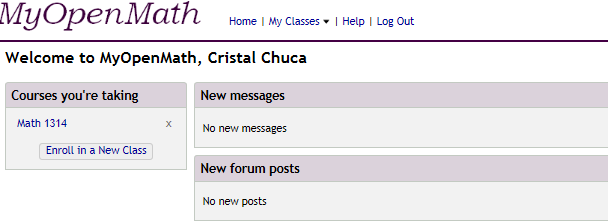 MyOpenMath
Home | My Classes | Help | Log Out
Welcome to MyOpenMath, Cristal Chuca
Courses you're taking
Math 1314 x
Enroll in a New Class
New messages
No new messages
New forum posts
No new posts